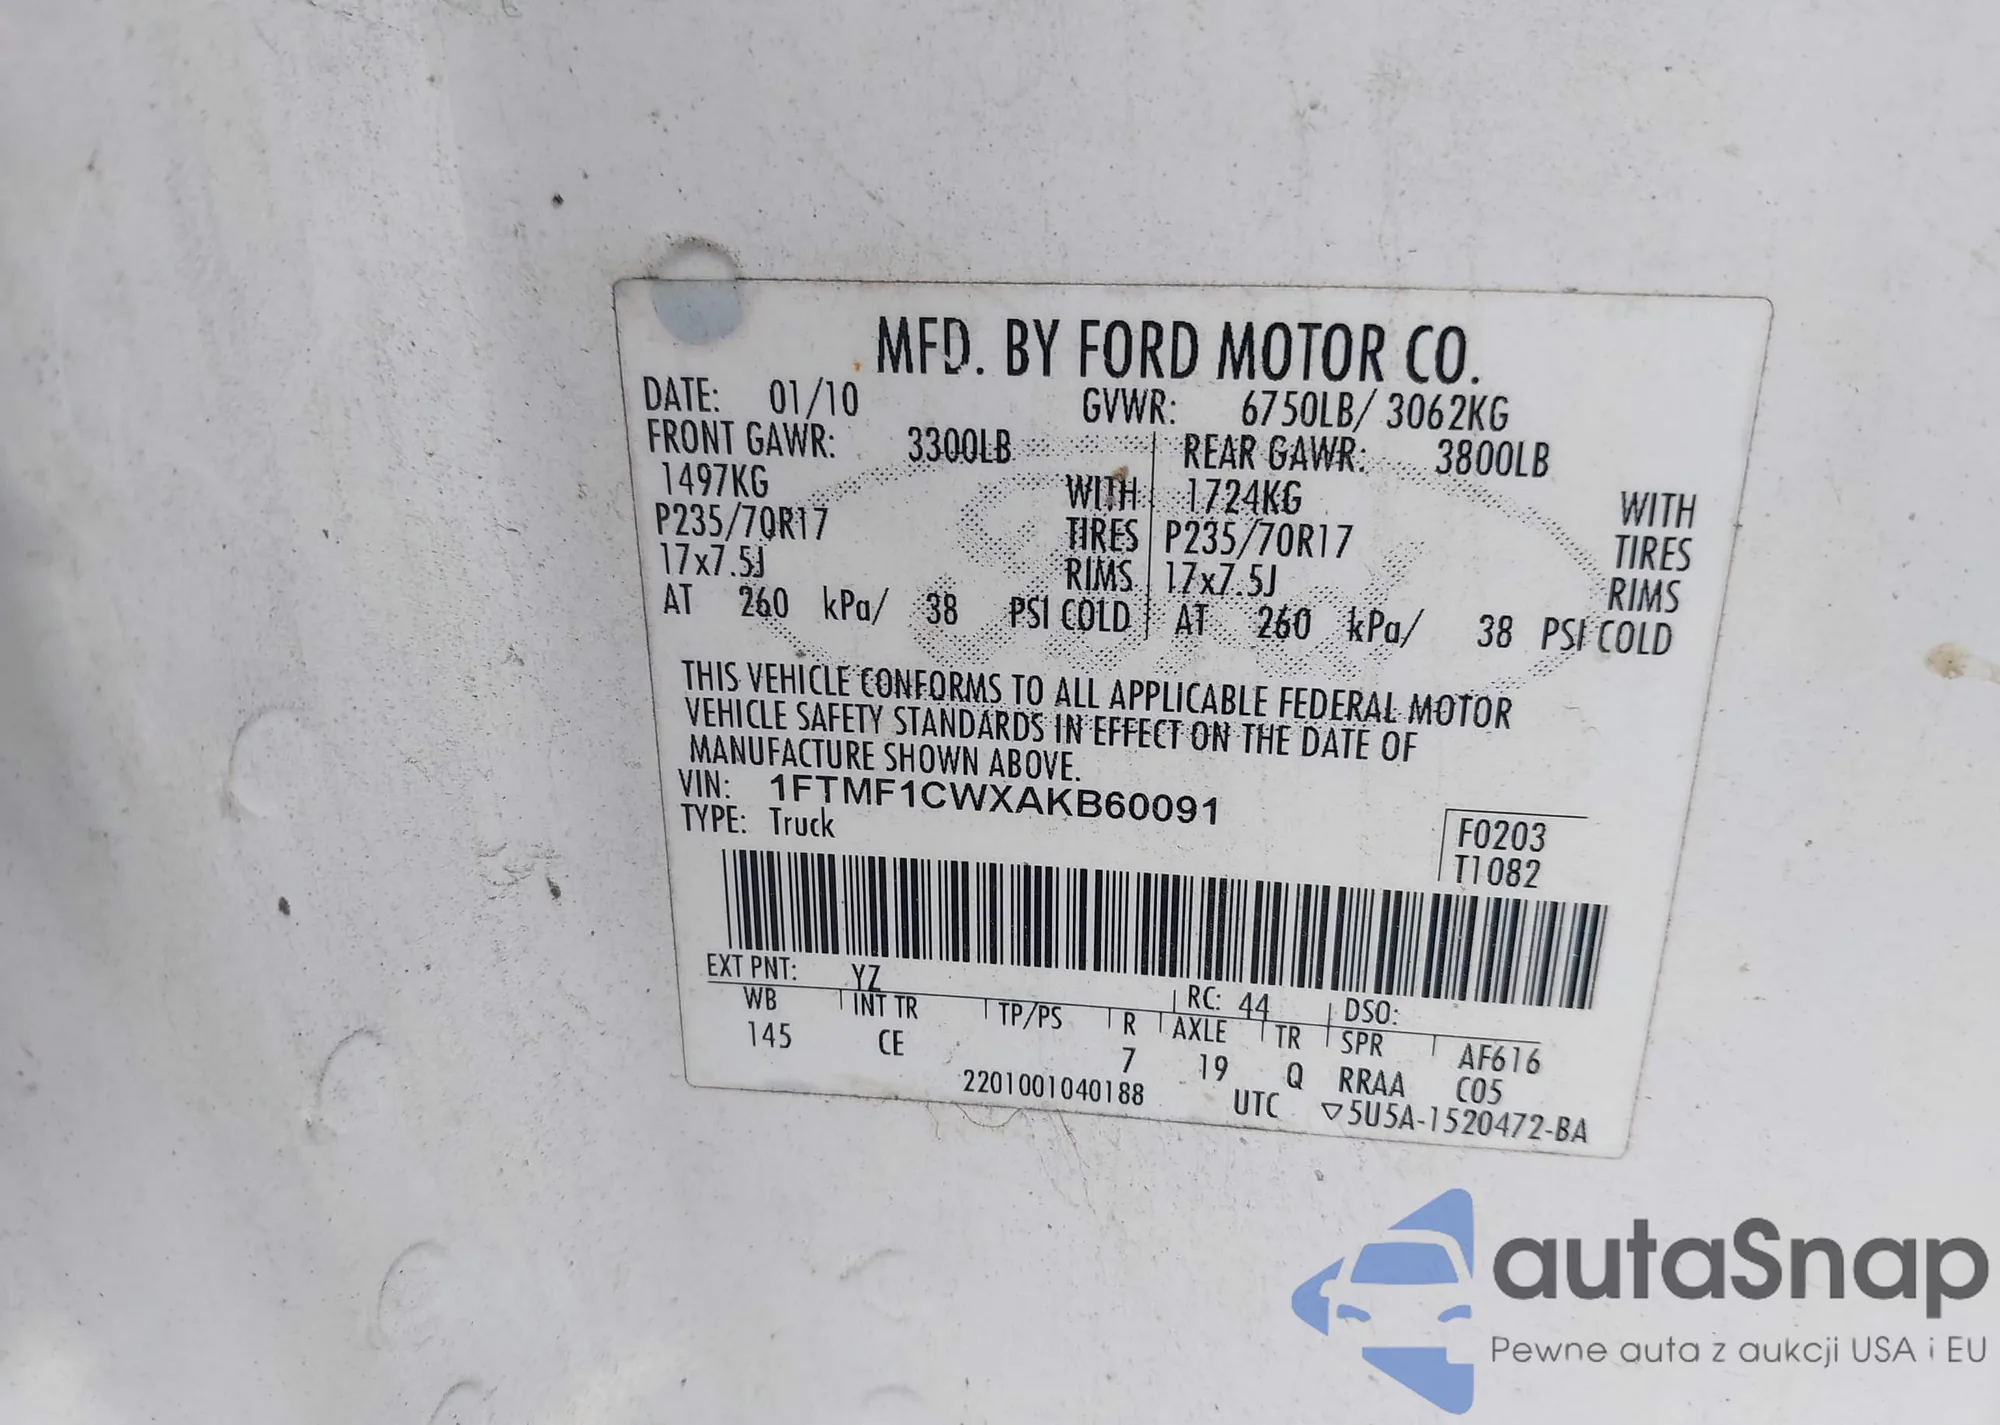 MFD. BY FORD MOTOR CO.
DATE: 01/10 GVWR: 6750LB/ 3062KG
FRONT GAWR: 3300LB REAR GAWR: 3800LB
1497KG WITH 1724KG WITH
P235/70R17 TIRES P235/70R17 TIRES
17x7.5J RIMS 17x7.5J RIMS
AT 260 kPa/ 38 PSI COLD AT 260 kPa/ 38 PSI COLD
THIS VEHICLE CONFORMS TO ALL APPLICABLE FEDERAL MOTOR
VEHICLE SAFETY STANDARDS IN EFFECT ON THE DATE OF
MANUFACTURE SHOWN ABOVE.
VIN: 1FTMF1CWXAKB60091
TYPE: Truck
F0203
T1082
EXT PNT: YZ RC: 44 DSO:
WB INT TR TP/PS R AXLE TR SPR AF616
145 CE 7 19 Q RRAA C05
2201001040188 UTC ▽5U5A-1520472-BA
autaSnap
Pewne auta z aukcji USA i EU